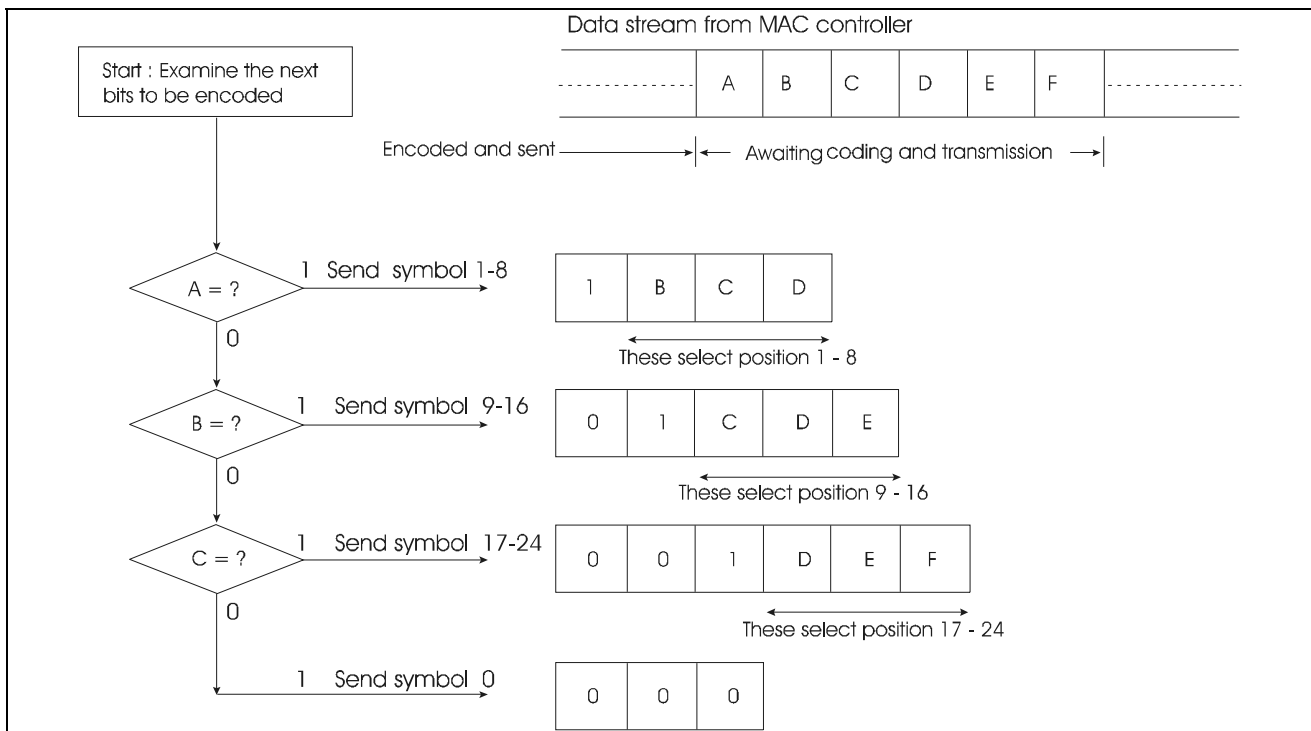 Data stream from MAC controller
Start : Examine the next
bits to be encoded
A B C D E F
Encoded and sent
Awaiting coding and transmission
A = ?
1 Send symbol 1-8
1 B C D
0
These select position 1 - 8
B = ?
1 Send symbol 9-16
0 1 C D E
0
These select position 9 - 16
C = ?
1 Send symbol 17-24
0 0 1 D E F
0
These select position 17 - 24
1 Send symbol 0
0 0 0